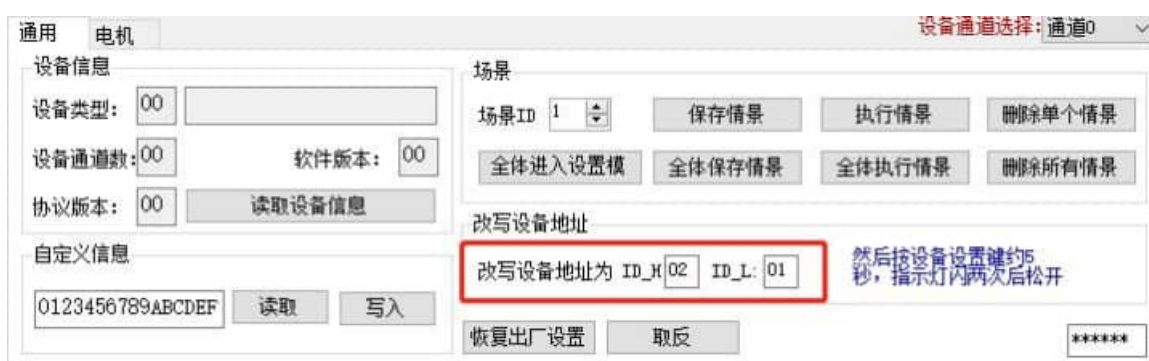 通用 电机 设备通道选择: 通道0
设备信息
设备类型: 00
设备通道数: 00 软件版本: 00
协议版本: 00 读取设备信息
自定义信息
0123456789ABCDEF 读取 写入
场景
场景ID 1 保存情景 执行情景 删除单个情景
全体进入设置模 全体保存情景 全体执行情景 删除所有情景
改写设备地址
改写设备地址为 ID_H 02 ID_L: 01
然后按设备设置键约5
秒，指示灯闪两次后松开
恢复出厂设置 取反 ******